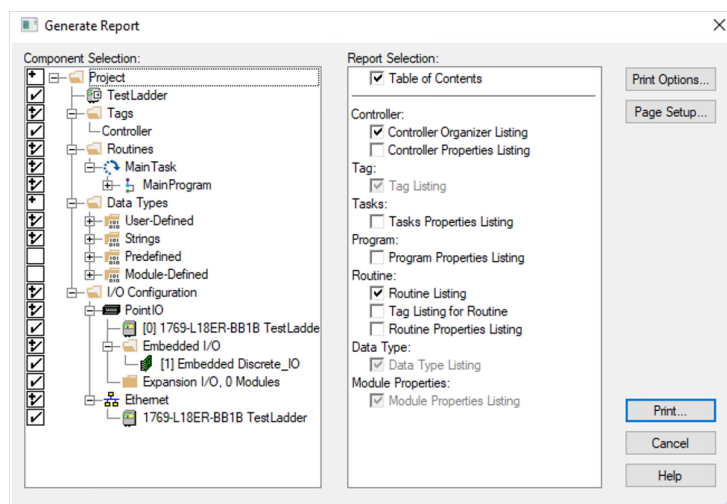 Generate Report
Component Selection:
Project
TestLadder
Tags
Controller
Routines
MainTask
MainProgram
Data Types
User-Defined
Strings
Predefined
Module-Defined
I/O Configuration
PointIO
[0] 1769-L18ER-BB1B TestLadde
Embedded I/O
[1] Embedded Discrete_IO
Expansion I/O, 0 Modules
Ethernet
1769-L18ER-BB1B TestLadder
Report Selection:
Table of Contents
Controller:
Controller Organizer Listing
Controller Properties Listing
Tag:
Tag Listing
Tasks:
Tasks Properties Listing
Program:
Program Properties Listing
Routine:
Routine Listing
Tag Listing for Routine
Routine Properties Listing
Data Type:
Data Type Listing
Module Properties:
Module Properties Listing
Print Options...
Page Setup...
Print...
Cancel
Help